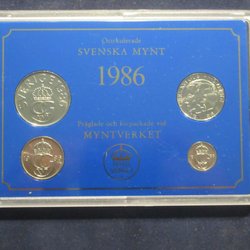 Ocirkulerade
SVENSKA MYNT
1986
Präglade och förpackade vid
MYNTVERKET